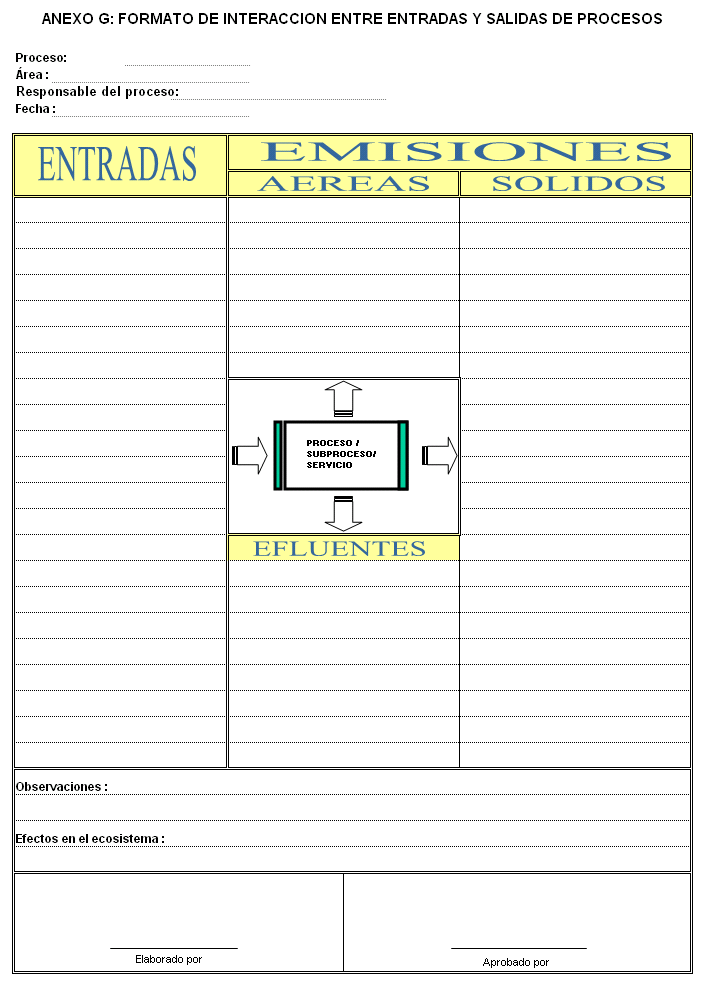 ANEXO G: FORMATO DE INTERACCION ENTRE ENTRADAS Y SALIDAS DE PROCESOS
Proceso:
Área :
Responsable del proceso:
Fecha :
ENTRADAS
EMISIONES
AEREAS
SOLIDOS
PROCESO /
SUBPROCESO/
SERVICIO
EFLUENTES
Observaciones :
Efectos en el ecosistema :
Elaborado por
Aprobado por